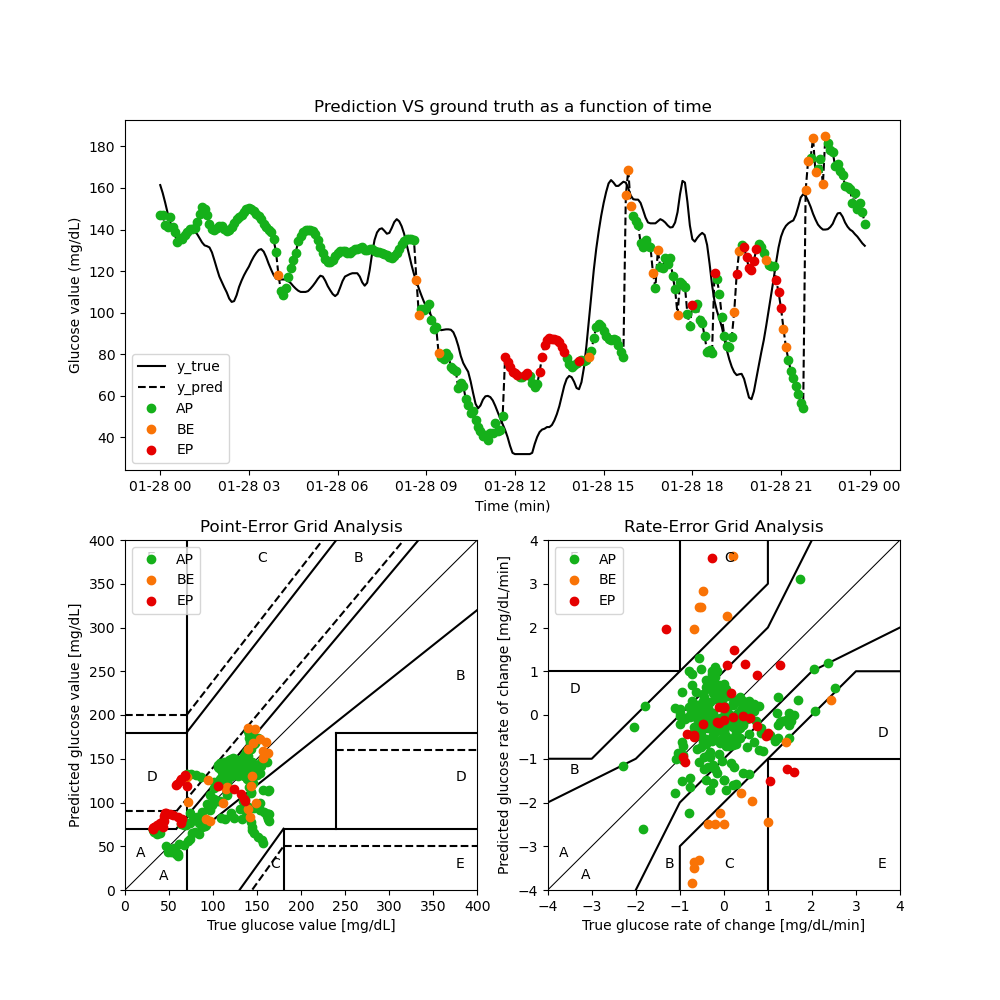 Prediction VS ground truth as a function of time
Glucose value (mg/dL)
180
160
140
120
100
80
60
40
y_true
y_pred
AP
BE
EP
01-28 00 01-28 03 01-28 06 01-28 09 01-28 12 01-28 15 01-28 18 01-28 21 01-29 00
Time (min)
Point-Error Grid Analysis
Predicted glucose value [mg/dL]
400
350
300
250
200
150
100
50
0
AP
BE
EP
C
B
B
D
D
A
A
C
E
0 50 100 150 200 250 300 350 400
True glucose value [mg/dL]
Rate-Error Grid Analysis
Predicted glucose rate of change [mg/dL/min]
4
3
2
1
0
−1
−2
−3
−4
AP
BE
EP
C
D
D
B
A
A
B
C
E
−4 −3 −2 −1 0 1 2 3 4
True glucose rate of change [mg/dL/min]